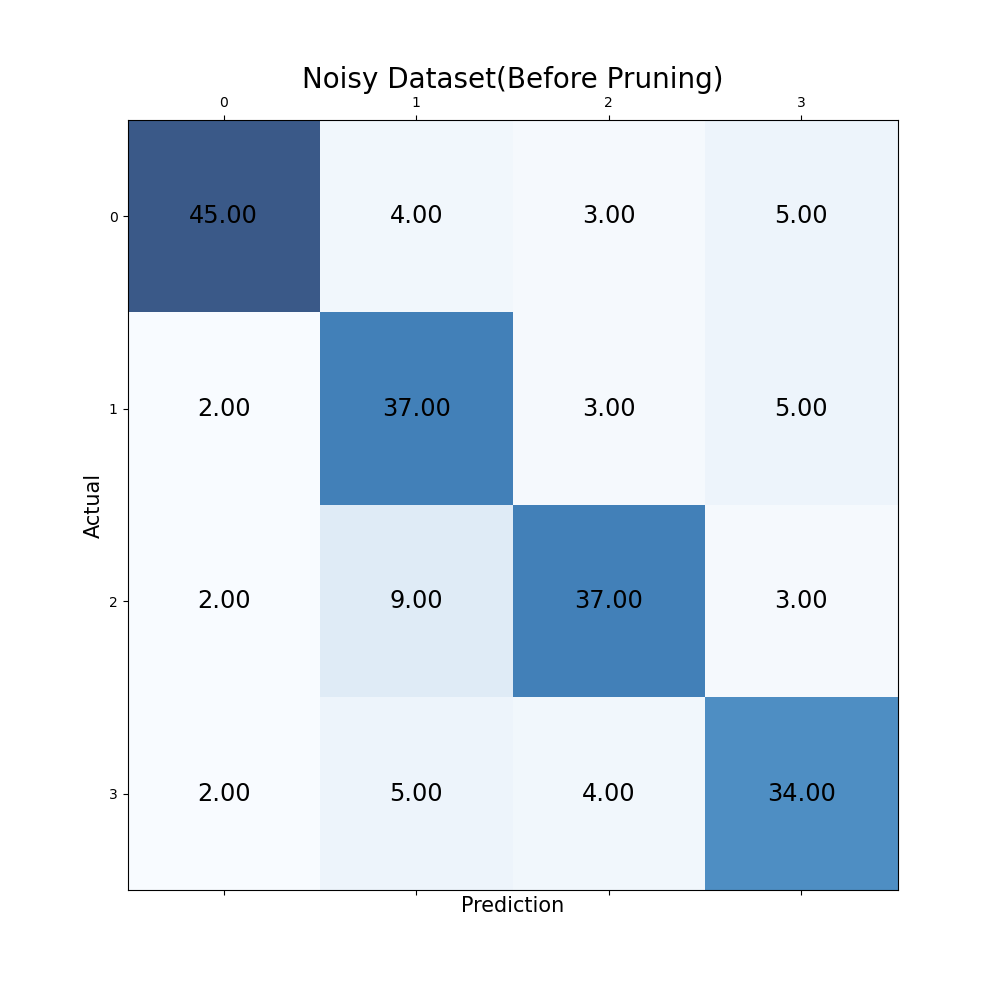 Noisy Dataset(Before Pruning)
0 1 2 3
0 45.00 4.00 3.00 5.00
1 2.00 37.00 3.00 5.00
Actual
2 2.00 9.00 37.00 3.00
3 2.00 5.00 4.00 34.00
Prediction